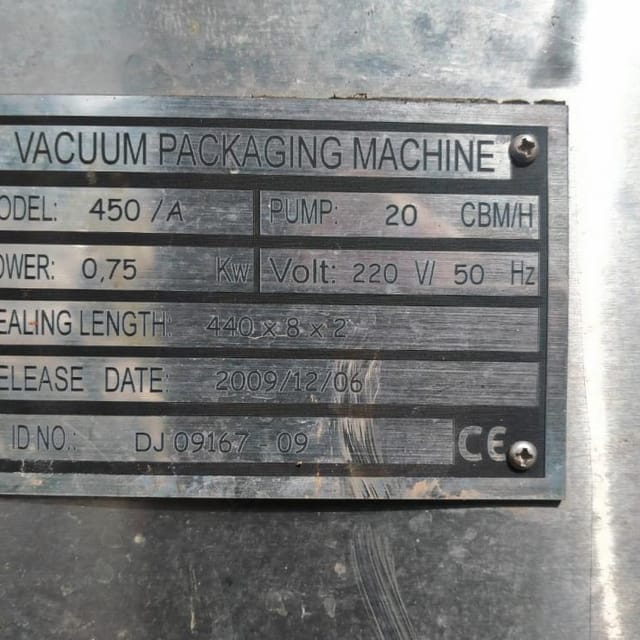 VACUUM PACKAGING MACHINE
ODEL: 450/A PUMP: 20 CBM/H
OWER: 0,75 Kw Volt: 220 V/ 50 Hz
EALING LENGTH: 440 x 8 x 2
ELEASE DATE: 2009/12/06
ID NO.: DJ 09167-09 CE